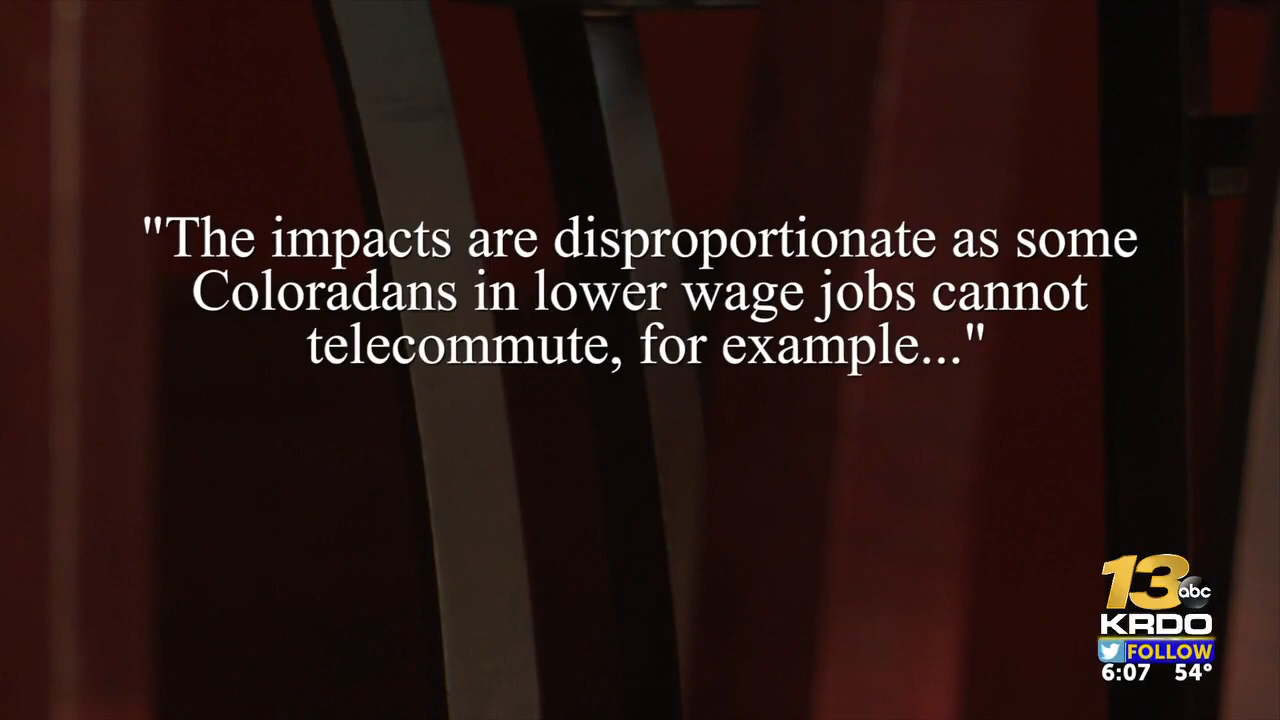 "The impacts are disproportionate as some
Coloradans in lower wage jobs cannot
telecommute, for example..."
13
abc
KRDO
FOLLOW
6:07 54°